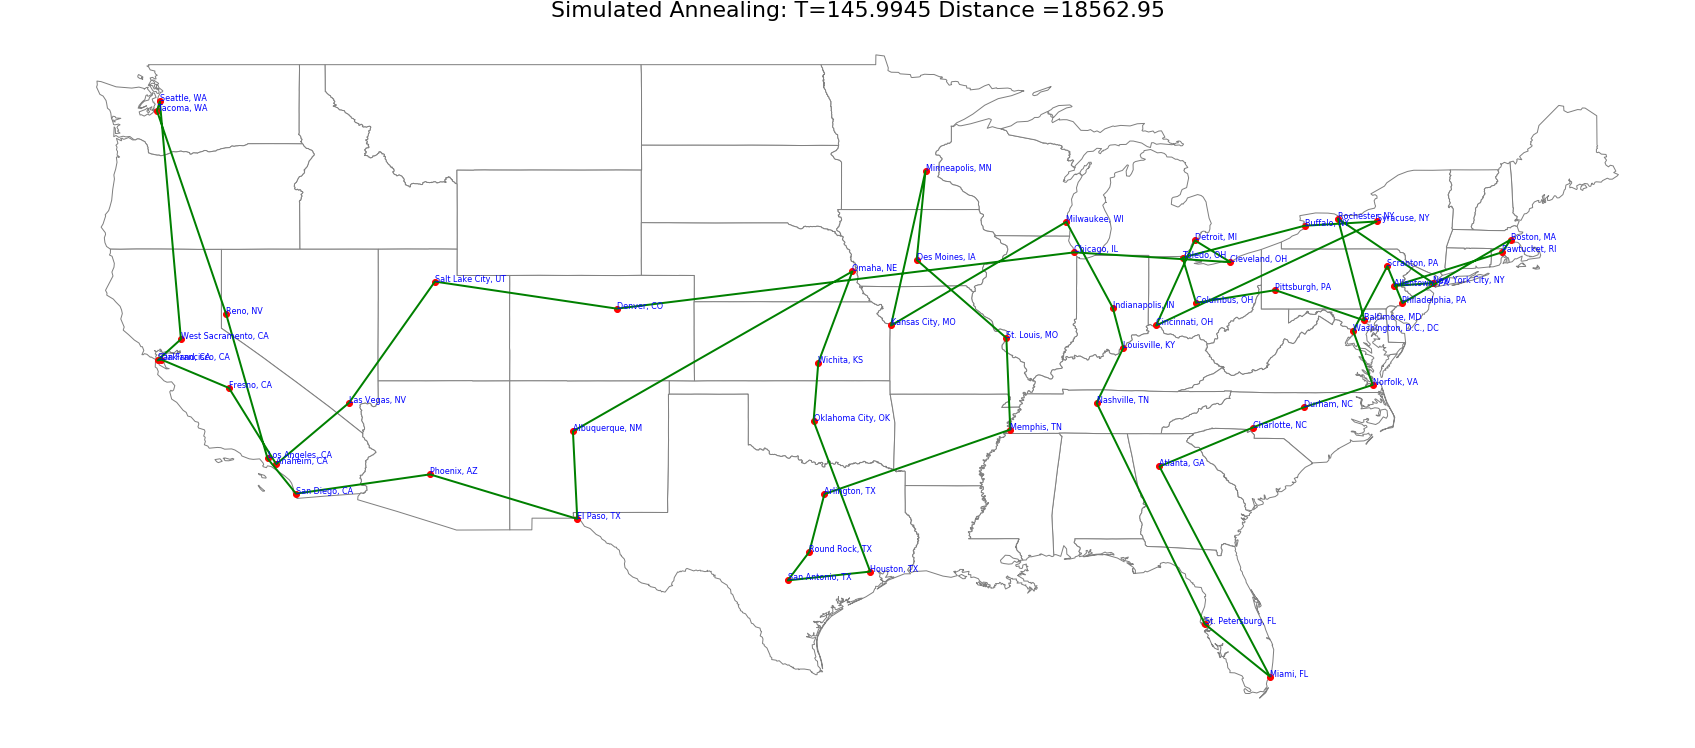 Simulated Annealing: T=145.9945 Distance =18562.95
Seattle, WA
Tacoma, WA
Minneapolis, MN
Milwaukee, WI
Rochester, NY
Syracuse, NY
Buffalo,
Detroit, MI
Boston, MA
Pawtucket, RI
Chicago, IL
Toledo, OH
Cleveland, OH
Des Moines, IA
Scranton, PA
Omaha, NE
Salt Lake City, UT
New York City, NY
Allentown,
Pittsburgh, PA
Philadelphia, PA
Columbus, OH
Denver, CO
Indianapolis, IN
Reno, NV
Baltimore, MD
Kansas City, MO
Cincinnati, OH
Washington, D.C., DC
West Sacramento, CA
St. Louis, MO
Louisville, KY
San Francisco, CA
Wichita, KS
Norfolk, VA
Fresno, CA
Las Vegas, NV
Nashville, TN
Durham, NC
Oklahoma City, OK
Charlotte, NC
Albuquerque, NM
Memphis, TN
Los Angeles, CA
Anaheim, CA
Atlanta, GA
Phoenix, AZ
San Diego, CA
Arlington, TX
El Paso, TX
Round Rock, TX
Houston, TX
San Antonio, TX
St. Petersburg, FL
Miami, FL